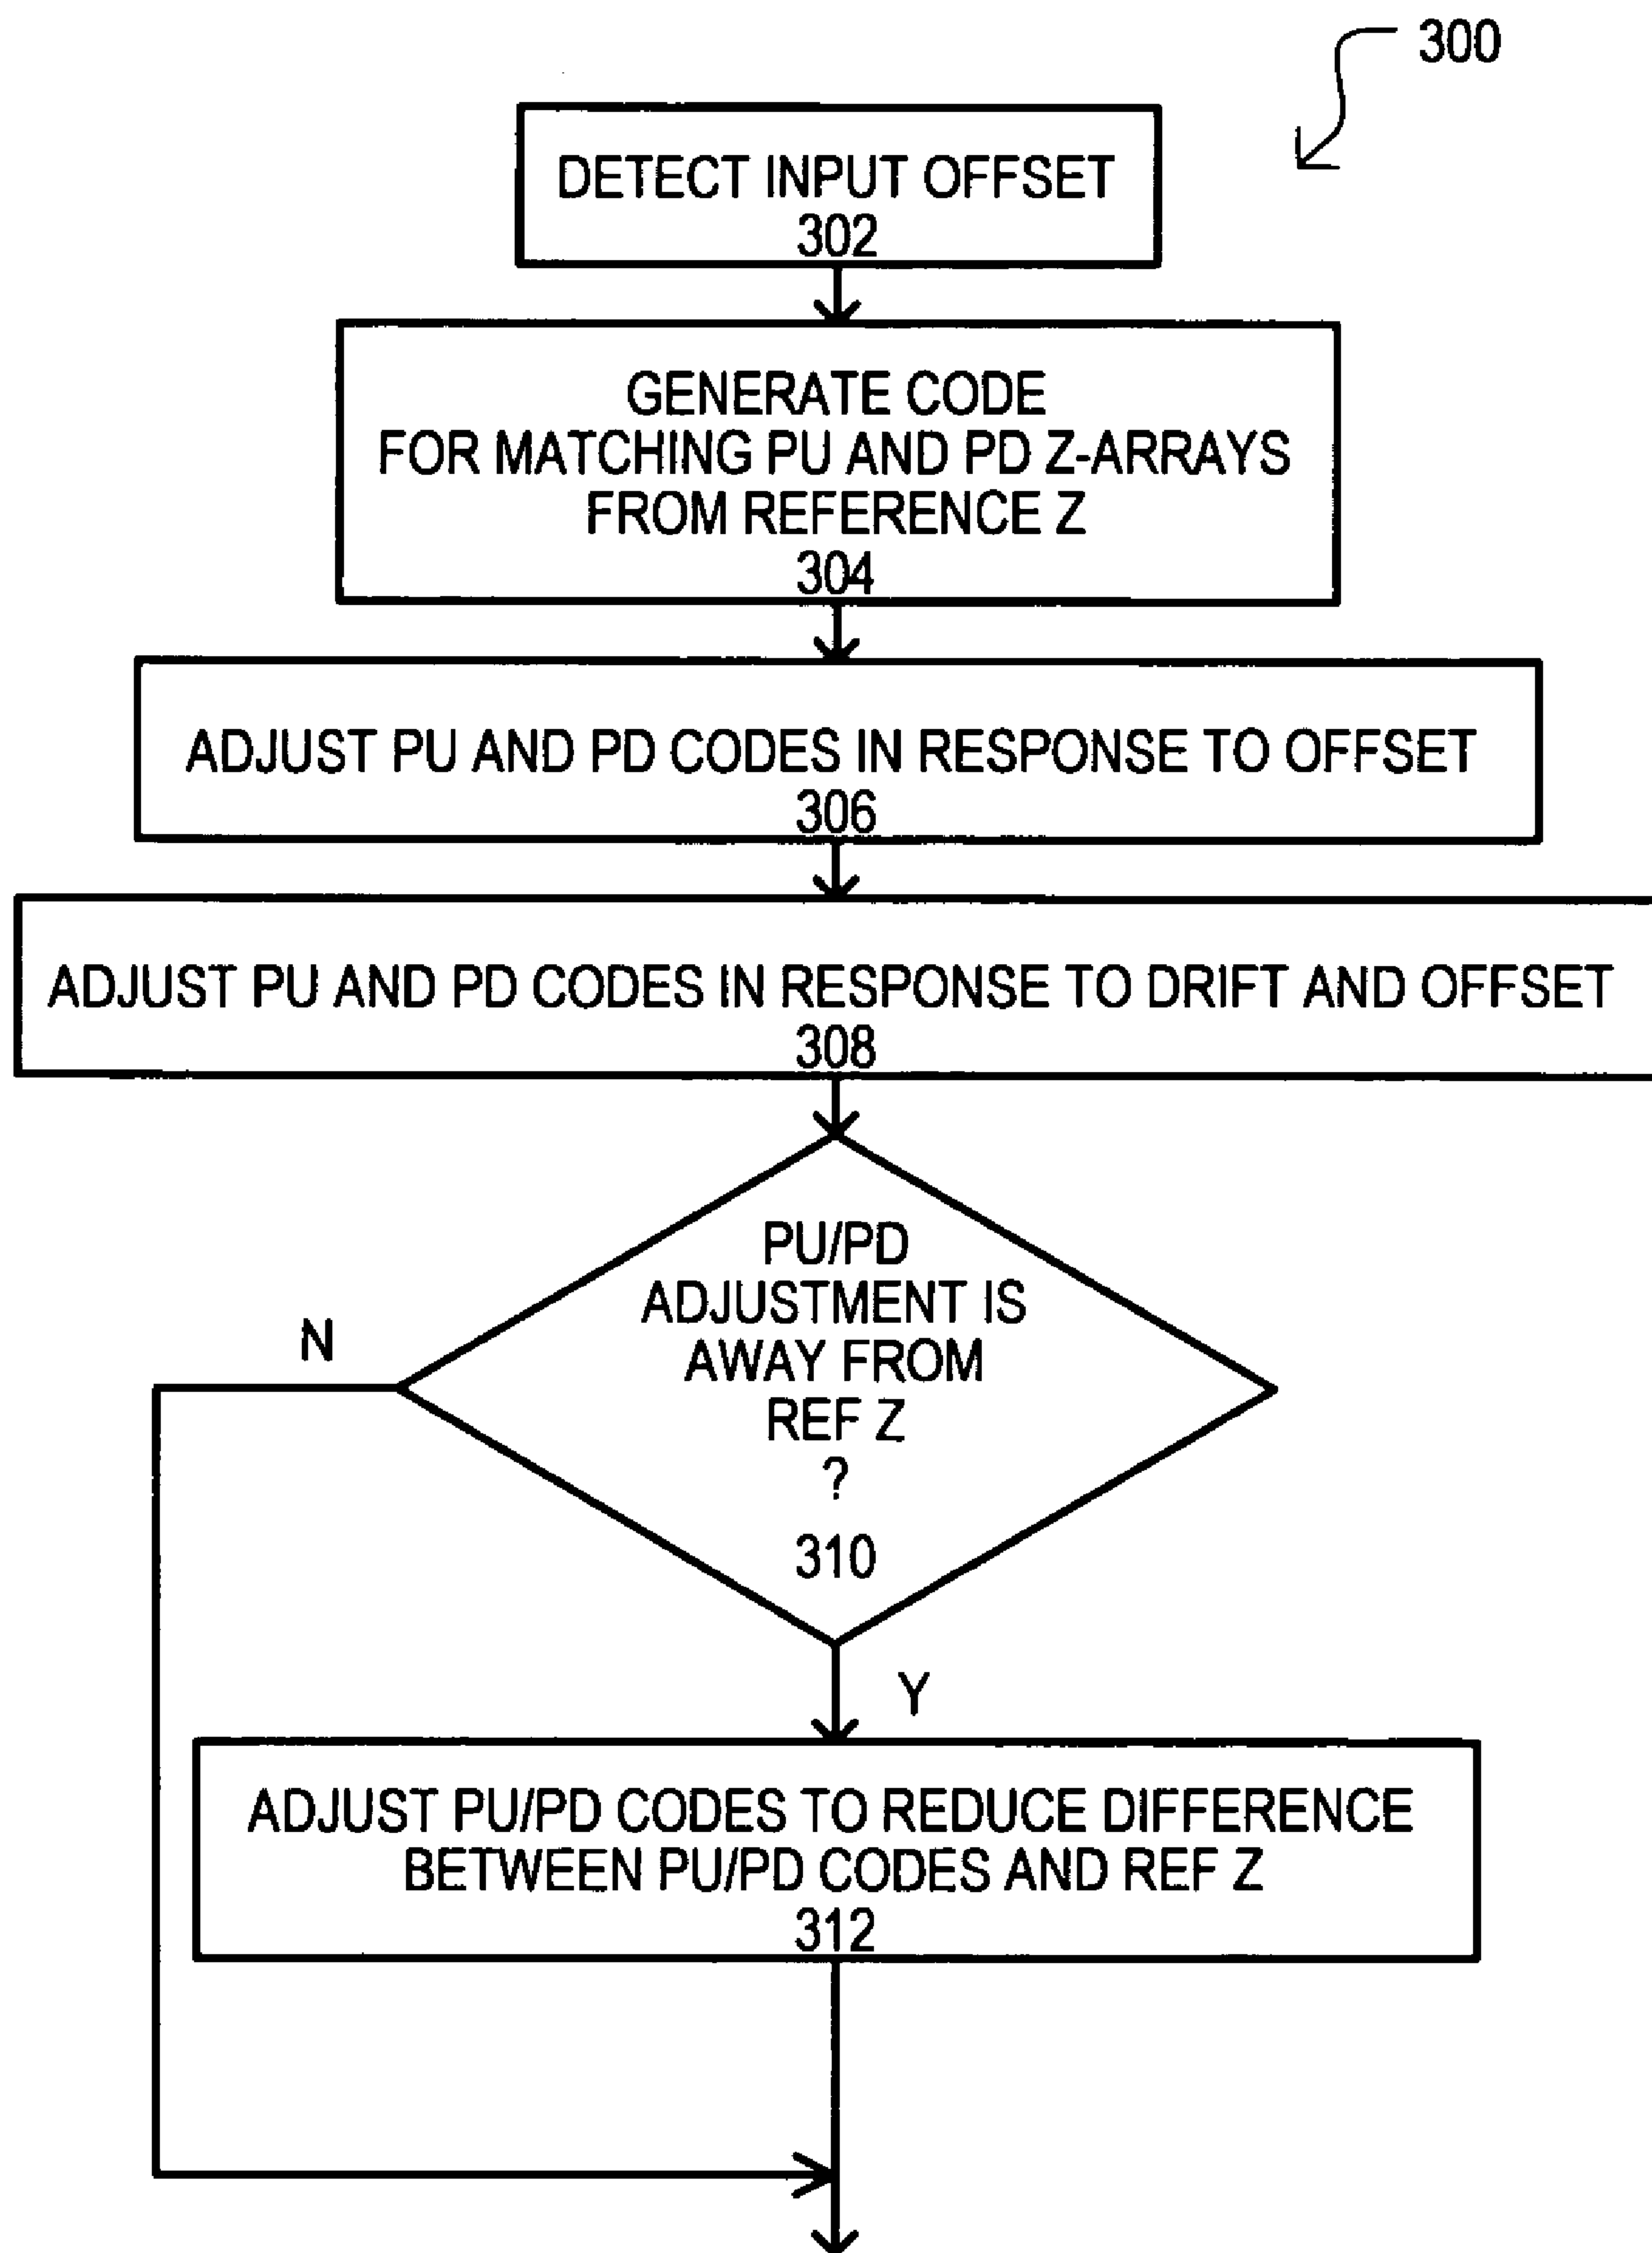 300
DETECT INPUT OFFSET
302
GENERATE CODE
FOR MATCHING PU AND PD Z-ARRAYS
FROM REFERENCE Z
304
ADJUST PU AND PD CODES IN RESPONSE TO OFFSET
306
ADJUST PU AND PD CODES IN RESPONSE TO DRIFT AND OFFSET
308
PU/PD
ADJUSTMENT IS
AWAY FROM
REF Z
?
310
N
Y
ADJUST PU/PD CODES TO REDUCE DIFFERENCE
BETWEEN PU/PD CODES AND REF Z
312